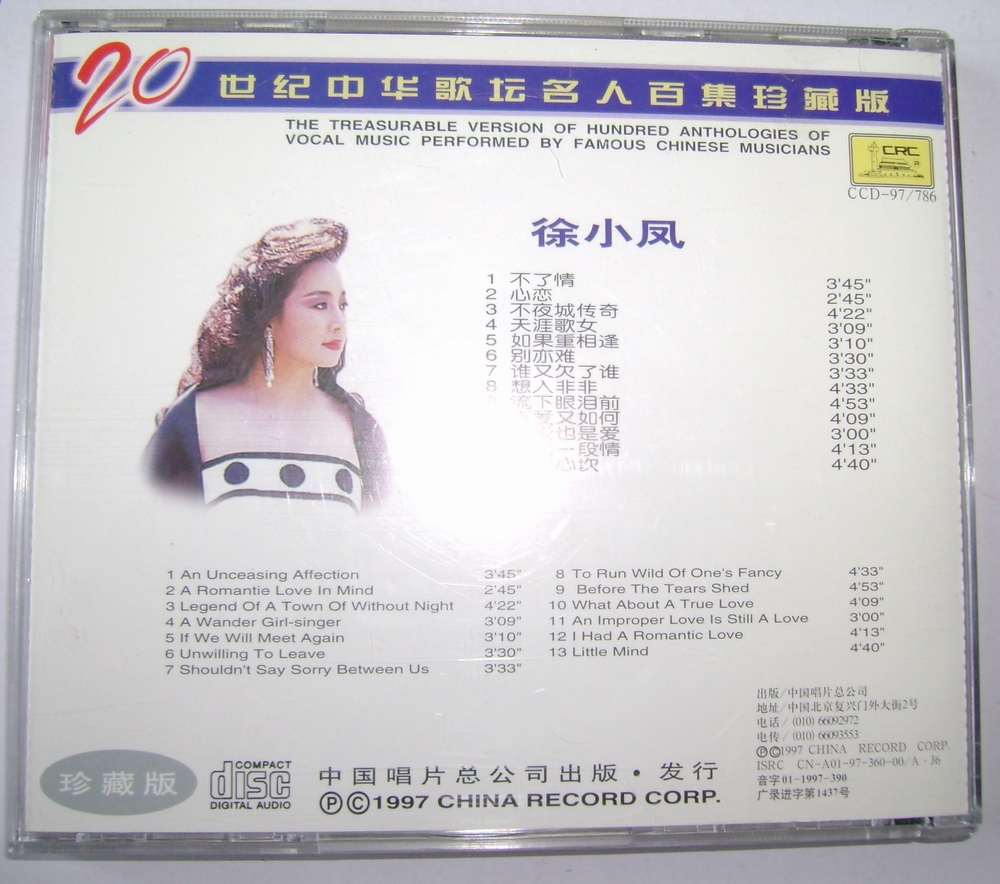 20 世纪中华歌坛名人百集珍藏版
THE TREASURABLE VERSION OF HUNDRED ANTHOLOGIES OF
VOCAL MUSIC PERFORMED BY FAMOUS CHINESE MUSICIANS
CRC
R
CCD-97/786
徐小凤
1 不了情 3'45"
2 心恋 2'45"
3 不夜城传奇 4'22"
4 天涯歌女 3'09"
5 如果重相逢 3'10"
6 别亦难 3'30"
7 谁又欠了谁 3'33"
8 想入非非 4'33"
流下眼泪前 4'53"
爱又如何 4'09"
也是爱 3'00"
一段情 4'13"
心坎 4'40"
1 An Unceasing Affection 3'45"
2 A Romantie Love In Mind 2'45"
3 Legend Of A Town Of Without Night 4'22"
4 A Wander Girl-singer 3'09"
5 If We Will Meet Again 3'10"
6 Unwilling To Leave 3'30"
7 Shouldn't Say Sorry Between Us 3'33"
8 To Run Wild Of One's Fancy 4'33"
9 Before The Tears Shed 4'53"
10 What About A True Love 4'09"
11 An Improper Love Is Still A Love 3'00"
12 I Had A Romantic Love 4'13"
13 Little Mind 4'40"
出版/中国唱片总公司
地址/中国北京复兴门外大街2号
电话/(010) 66092972
电传/(010) 66093553
ⓅⒸ1997 CHINA RECORD CORP.
ISRC CN-A01-97-360-00/A·J6
音字01-1997-390
广录进字第1437号
珍藏版
COMPACT
disc
DIGITAL AUDIO
中国唱片总公司出版·发行
ⓅⒸ1997 CHINA RECORD CORP.